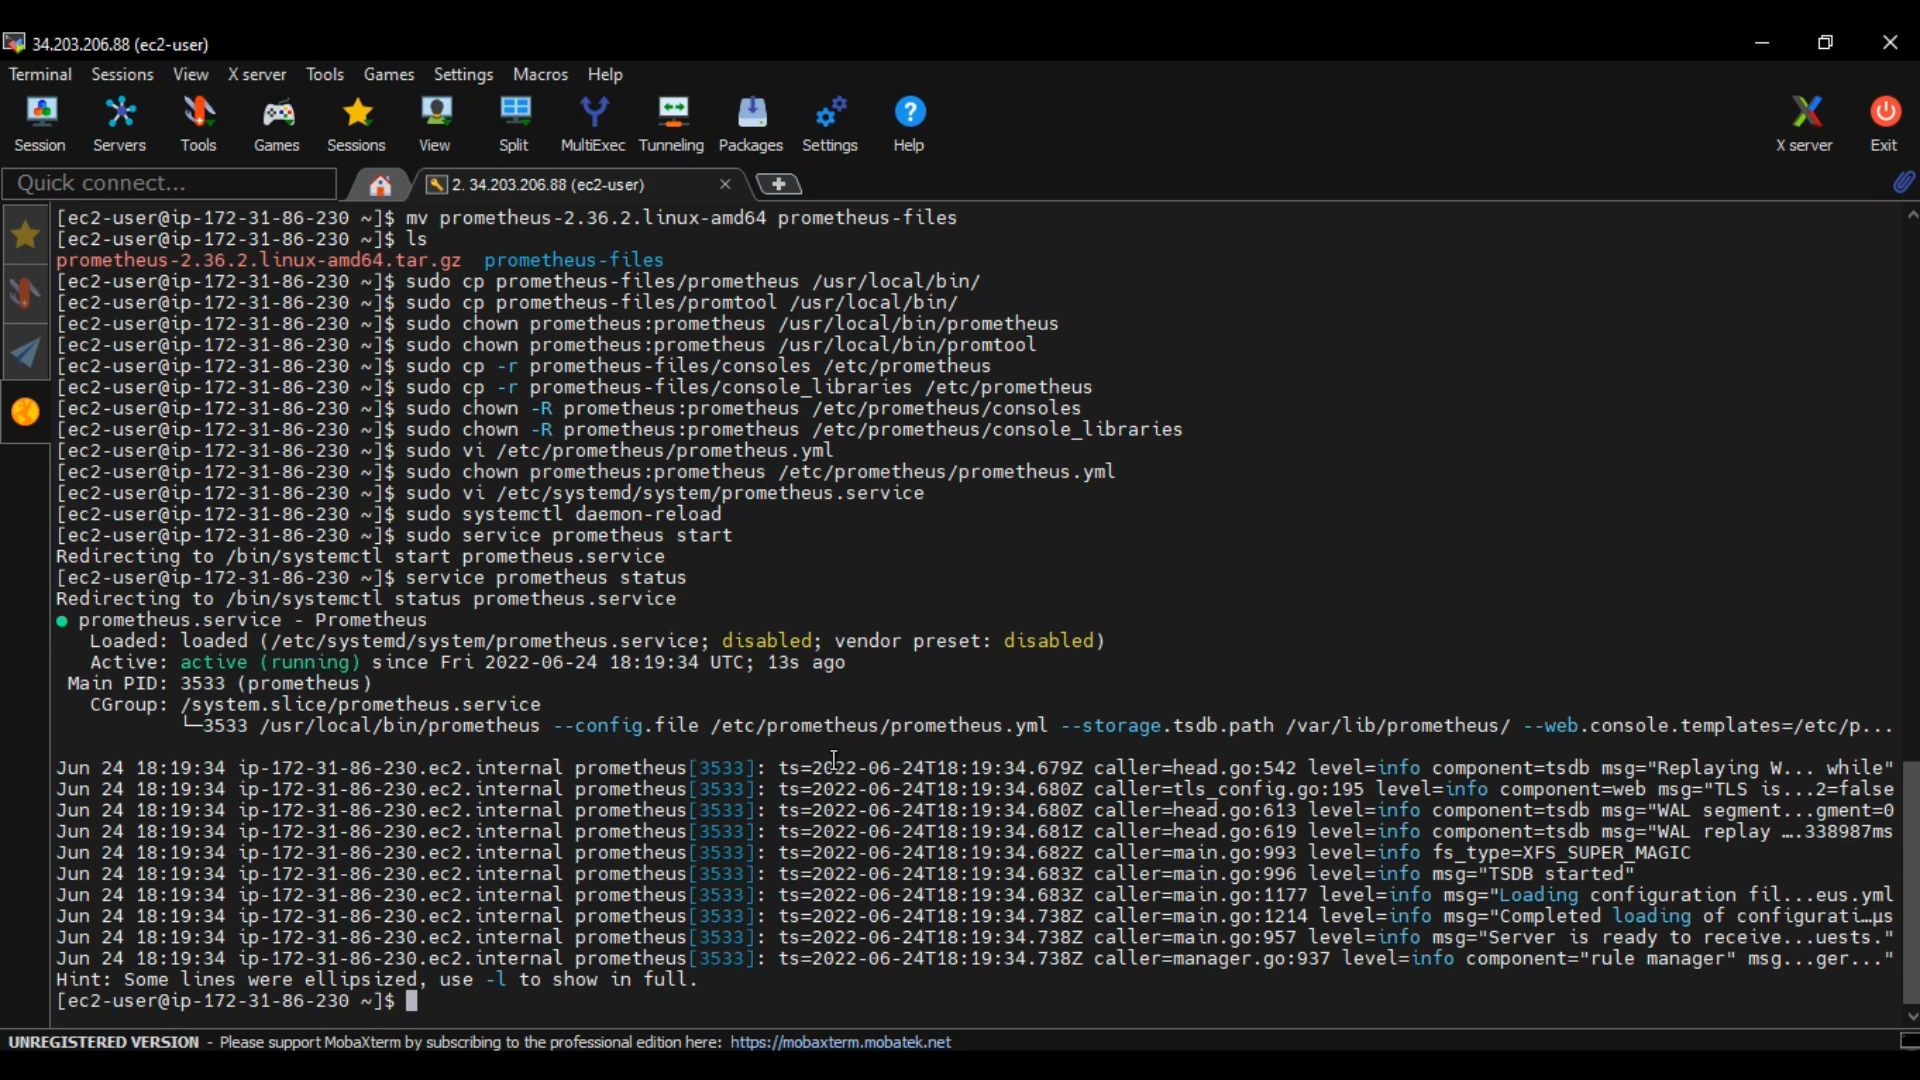 34.203.206.88 (ec2-user)
Terminal Sessions View X server Tools Games Settings Macros Help
Session Servers Tools Games Sessions View Split MultiExec Tunneling Packages Settings Help X server Exit
Quick connect... 2. 34.203.206.88 (ec2-user)
[ec2-user@ip-172-31-86-230 ~]$ mv prometheus-2.36.2.linux-amd64 prometheus-files
[ec2-user@ip-172-31-86-230 ~]$ ls
prometheus-2.36.2.linux-amd64.tar.gz  prometheus-files
[ec2-user@ip-172-31-86-230 ~]$ sudo cp prometheus-files/prometheus /usr/local/bin/
[ec2-user@ip-172-31-86-230 ~]$ sudo cp prometheus-files/promtool /usr/local/bin/
[ec2-user@ip-172-31-86-230 ~]$ sudo chown prometheus:prometheus /usr/local/bin/prometheus
[ec2-user@ip-172-31-86-230 ~]$ sudo chown prometheus:prometheus /usr/local/bin/promtool
[ec2-user@ip-172-31-86-230 ~]$ sudo cp -r prometheus-files/consoles /etc/prometheus
[ec2-user@ip-172-31-86-230 ~]$ sudo cp -r prometheus-files/console_libraries /etc/prometheus
[ec2-user@ip-172-31-86-230 ~]$ sudo chown -R prometheus:prometheus /etc/prometheus/consoles
[ec2-user@ip-172-31-86-230 ~]$ sudo chown -R prometheus:prometheus /etc/prometheus/console_libraries
[ec2-user@ip-172-31-86-230 ~]$ sudo vi /etc/prometheus/prometheus.yml
[ec2-user@ip-172-31-86-230 ~]$ sudo chown prometheus:prometheus /etc/prometheus/prometheus.yml
[ec2-user@ip-172-31-86-230 ~]$ sudo vi /etc/systemd/system/prometheus.service
[ec2-user@ip-172-31-86-230 ~]$ sudo systemctl daemon-reload
[ec2-user@ip-172-31-86-230 ~]$ sudo service prometheus start
Redirecting to /bin/systemctl start prometheus.service
[ec2-user@ip-172-31-86-230 ~]$ service prometheus status
Redirecting to /bin/systemctl status prometheus.service
● prometheus.service - Prometheus
Loaded: loaded (/etc/systemd/system/prometheus.service; disabled; vendor preset: disabled)
Active: active (running) since Fri 2022-06-24 18:19:34 UTC; 13s ago
Main PID: 3533 (prometheus)
CGroup: /system.slice/prometheus.service
└─3533 /usr/local/bin/prometheus --config.file /etc/prometheus/prometheus.yml --storage.tsdb.path /var/lib/prometheus/ --web.console.templates=/etc/p...
Jun 24 18:19:34 ip-172-31-86-230.ec2.internal prometheus[3533]: ts=2022-06-24T18:19:34.679Z caller=head.go:542 level=info component=tsdb msg="Replaying W... while"
Jun 24 18:19:34 ip-172-31-86-230.ec2.internal prometheus[3533]: ts=2022-06-24T18:19:34.680Z caller=tls_config.go:195 level=info component=web msg="TLS is...2=false
Jun 24 18:19:34 ip-172-31-86-230.ec2.internal prometheus[3533]: ts=2022-06-24T18:19:34.680Z caller=head.go:613 level=info component=tsdb msg="WAL segment...gment=0
Jun 24 18:19:34 ip-172-31-86-230.ec2.internal prometheus[3533]: ts=2022-06-24T18:19:34.681Z caller=head.go:619 level=info component=tsdb msg="WAL replay ….338987ms
Jun 24 18:19:34 ip-172-31-86-230.ec2.internal prometheus[3533]: ts=2022-06-24T18:19:34.682Z caller=main.go:993 level=info fs_type=XFS_SUPER_MAGIC
Jun 24 18:19:34 ip-172-31-86-230.ec2.internal prometheus[3533]: ts=2022-06-24T18:19:34.683Z caller=main.go:996 level=info msg="TSDB started"
Jun 24 18:19:34 ip-172-31-86-230.ec2.internal prometheus[3533]: ts=2022-06-24T18:19:34.683Z caller=main.go:1177 level=info msg="Loading configuration fil...eus.yml
Jun 24 18:19:34 ip-172-31-86-230.ec2.internal prometheus[3533]: ts=2022-06-24T18:19:34.738Z caller=main.go:1214 level=info msg="Completed loading of configurati…µs
Jun 24 18:19:34 ip-172-31-86-230.ec2.internal prometheus[3533]: ts=2022-06-24T18:19:34.738Z caller=main.go:957 level=info msg="Server is ready to receive...uests."
Jun 24 18:19:34 ip-172-31-86-230.ec2.internal prometheus[3533]: ts=2022-06-24T18:19:34.738Z caller=manager.go:937 level=info component="rule manager" msg...ger..."
Hint: Some lines were ellipsized, use -l to show in full.
[ec2-user@ip-172-31-86-230 ~]$
UNREGISTERED VERSION - Please support MobaXterm by subscribing to the professional edition here: https://mobaxterm.mobatek.net